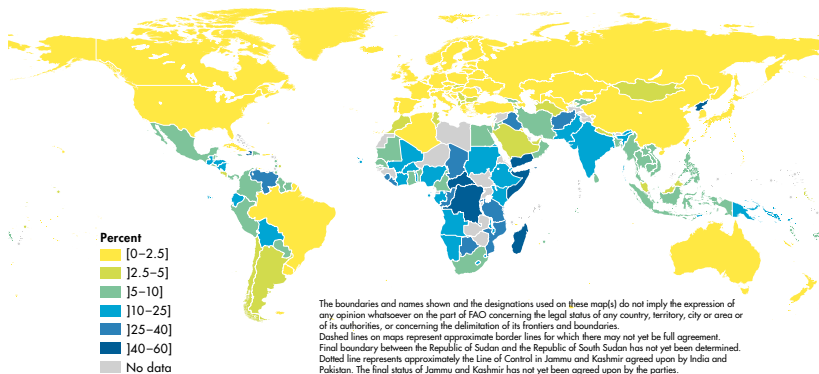 Percent
[0–2.5]
]2.5–5]
]5–10]
]10–25]
]25–40]
]40–60]
No data
The boundaries and names shown and the designations used on these map(s) do not imply the expression of
any opinion whatsoever on the part of FAO concerning the legal status of any country, territory, city or area or
of its authorities, or concerning the delimitation of its frontiers and boundaries.
Dashed lines on maps represent approximate border lines for which there may not yet be full agreement.
Final boundary between the Republic of Sudan and the Republic of South Sudan has not yet been determined.
Dotted line represents approximately the Line of Control in Jammu and Kashmir agreed upon by India and
Pakistan. The final status of Jammu and Kashmir has not yet been agreed upon by the parties.